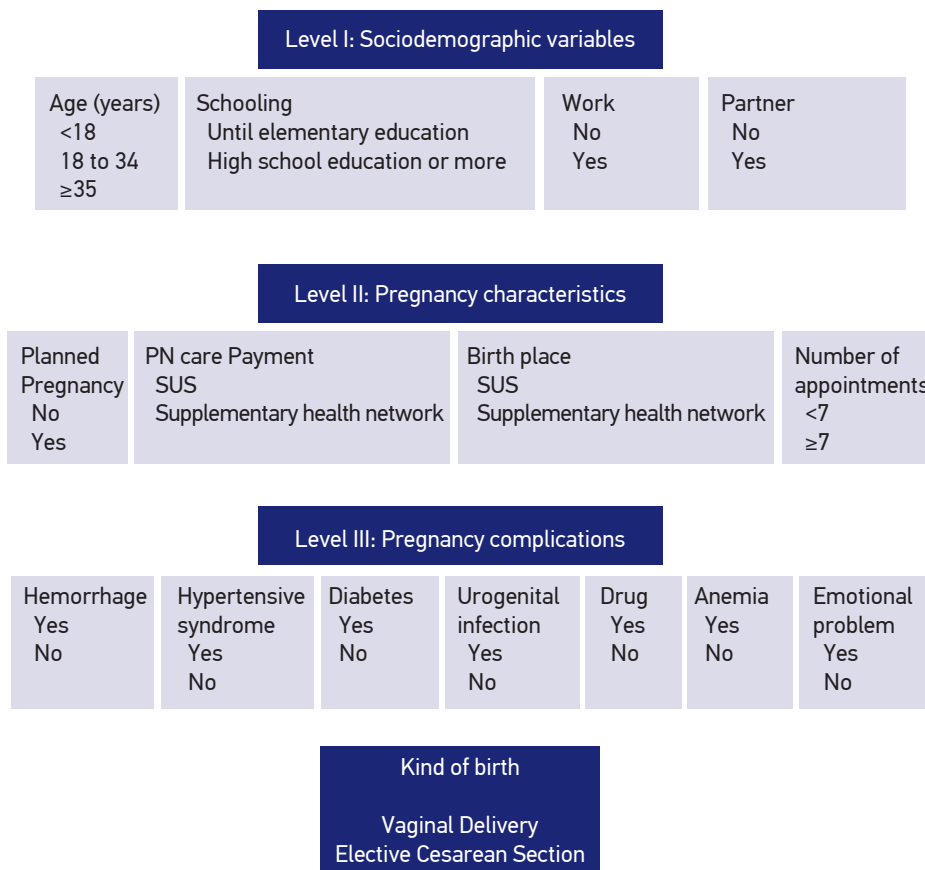 Level I: Sociodemographic variables
Age (years)
<18
18 to 34
≥35
Schooling
Until elementary education
High school education or more
Work
No
Yes
Partner
No
Yes
Level II: Pregnancy characteristics
Planned
Pregnancy
No
Yes
PN care Payment
SUS
Supplementary health network
Birth place
SUS
Supplementary health network
Number of
appointments
<7
≥7
Level III: Pregnancy complications
Hemorrhage
Yes
No
Hypertensive
syndrome
Yes
No
Diabetes
Yes
No
Urogenital
infection
Yes
No
Drug
Yes
No
Anemia
Yes
No
Emotional
problem
Yes
No
Kind of birth
Vaginal Delivery
Elective Cesarean Section